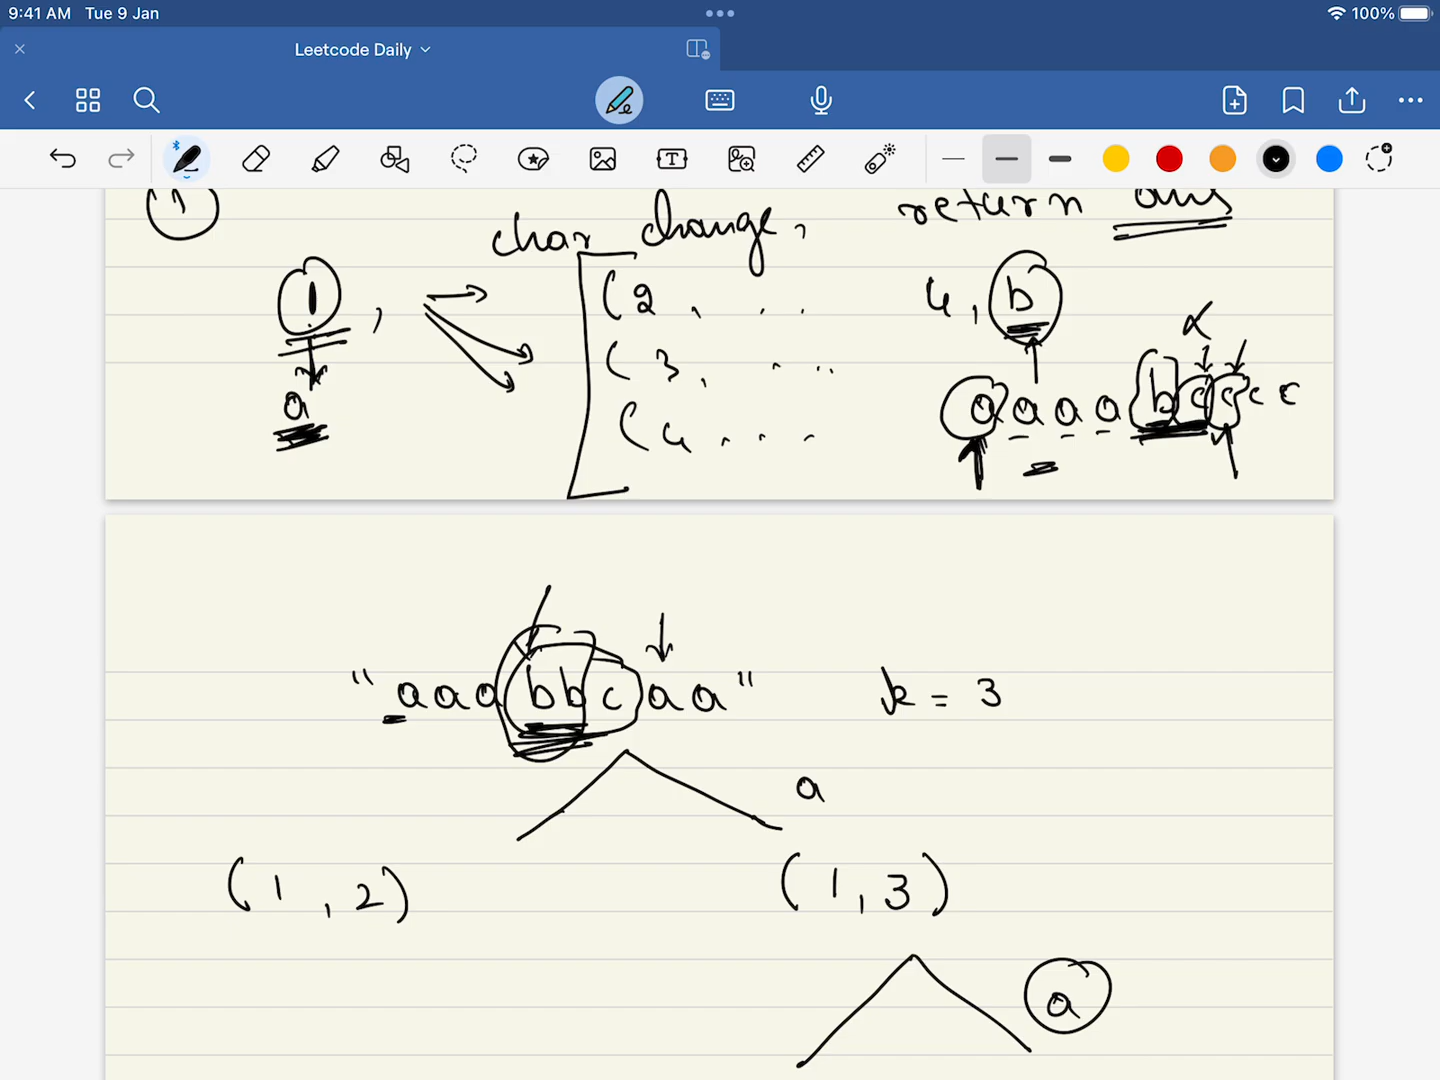 9:41 AM Tue 9 Jan
100%
Leetcode Daily
T
1
char change, return ans
1 , (2 , . . 4 , b
(3 , . . .
a a a a b c c c c
a
(4 , . . .
"aaabbcaa" k = 3
a
(1 , 2) (1 , 3)
a